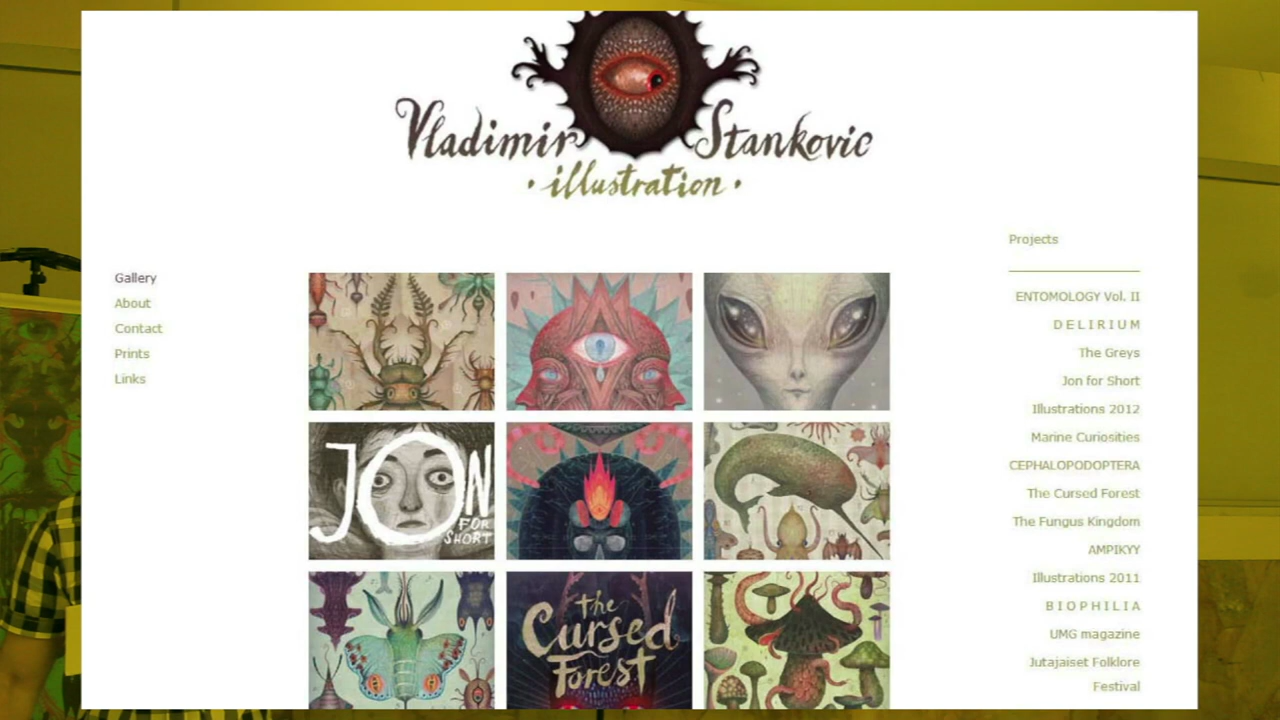 Vladimir Stankovic
· illustration ·
Gallery
About
Contact
Prints
Links
JON
FOR
SHORT
the
Cursed
Forest
Projects
ENTOMOLOGY Vol. II
D E L I R I U M
The Greys
Jon for Short
Illustrations 2012
Marine Curiosities
CEPHALOPODOPTERA
The Cursed Forest
The Fungus Kingdom
AMPIKYY
Illustrations 2011
B I O P H I L I A
UMG magazine
Jutajaiset Folklore
Festival